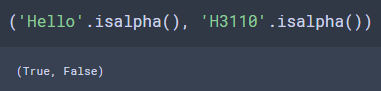 ('Hello'.isalpha(), 'H3110'.isalpha())
(True, False)